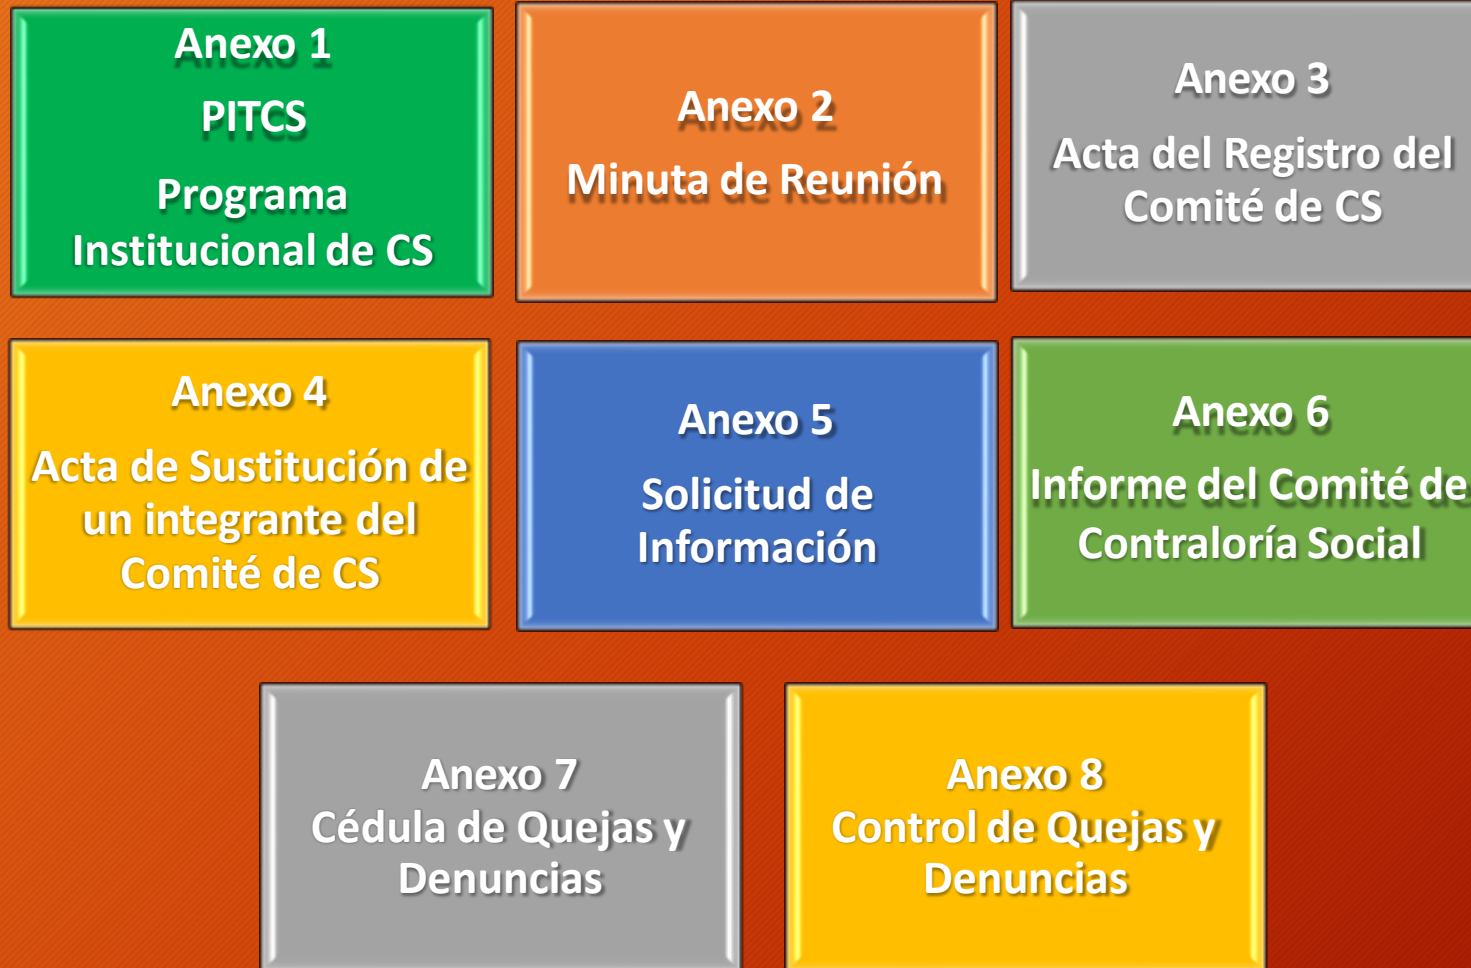 Anexo 1
PITCS
Programa
Institucional de CS
Anexo 2
Minuta de Reunión
Anexo 3
Acta del Registro del
Comité de CS
Anexo 4
Acta de Sustitución de
un integrante del
Comité de CS
Anexo 5
Solicitud de
Información
Anexo 6
Informe del Comité de
Contraloría Social
Anexo 7
Cédula de Quejas y
Denuncias
Anexo 8
Control de Quejas y
Denuncias